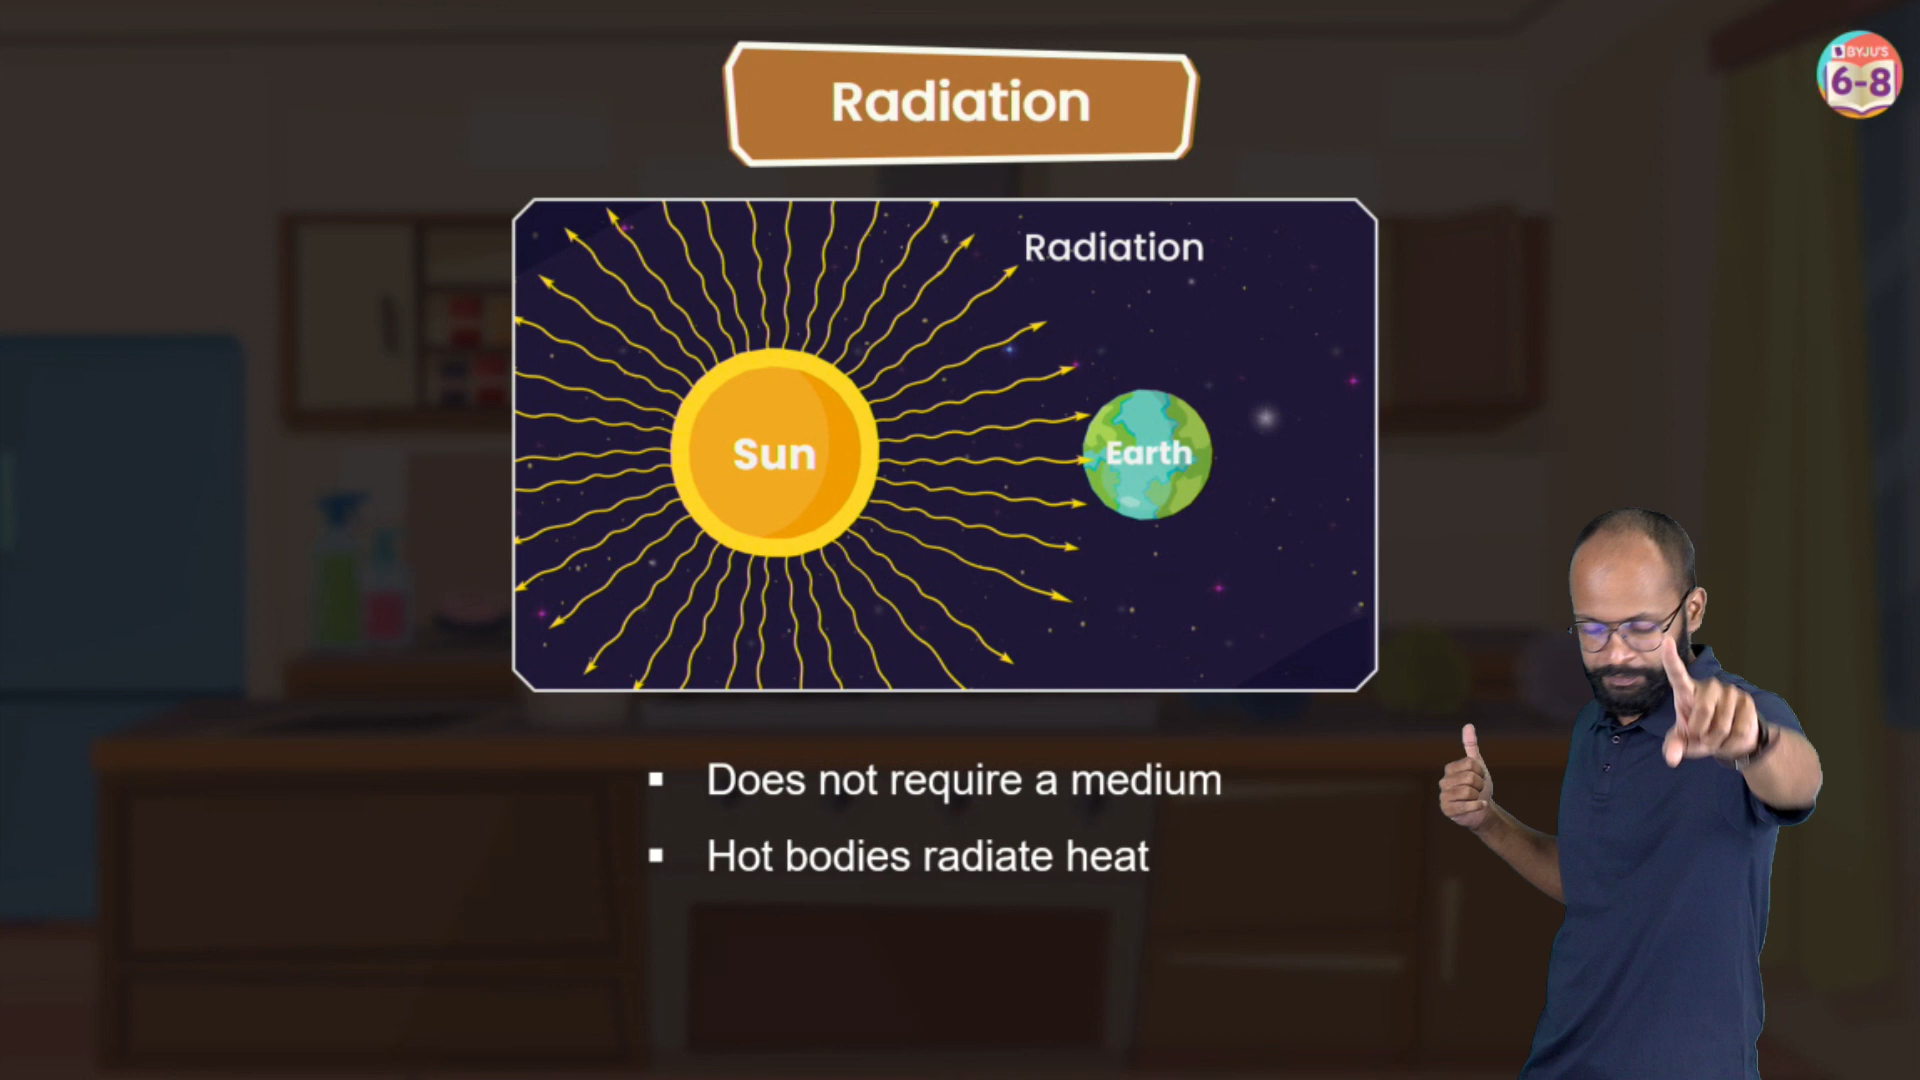 Radiation
BYJU'S
6-8
Radiation
Sun
Earth
▪ Does not require a medium
▪ Hot bodies radiate heat